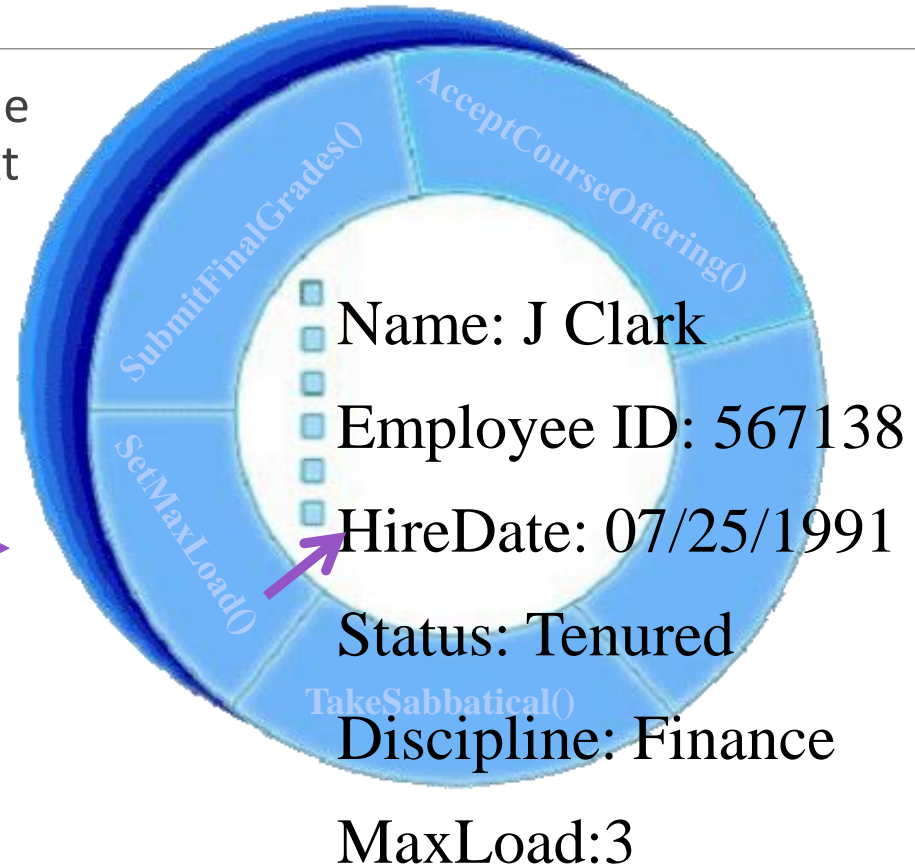 e
t
AcceptCourseOffering()
SubmitFinalGrades()
Name: J Clark
Employee ID: 567138
SetMaxLoad()
HireDate: 07/25/1991
Status: Tenured
TakeSabbatical()
Discipline: Finance
MaxLoad:3